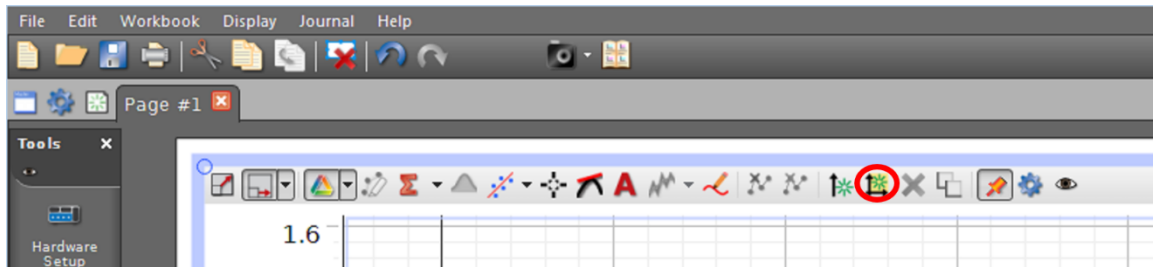 File Edit Workbook Display Journal Help
Page #1
Tools
Hardware
Setup
A
1.6